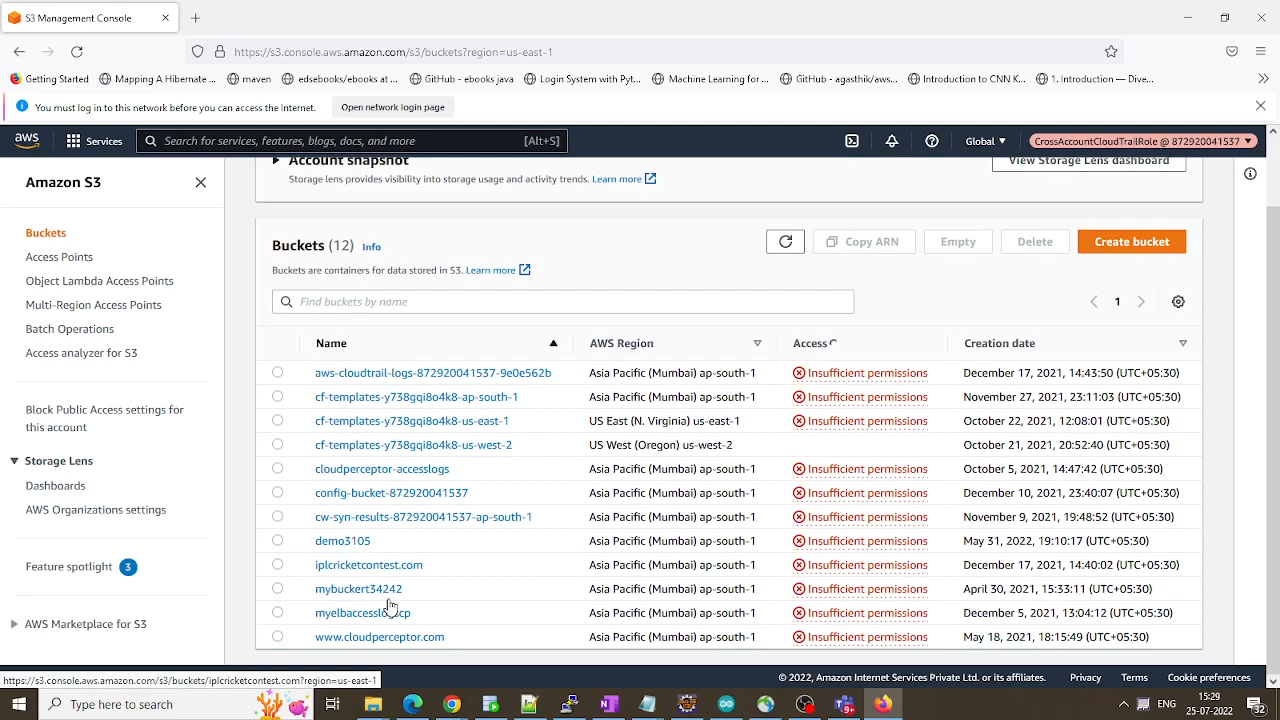 S3 Management Console
https://s3.console.aws.amazon.com/s3/buckets?region=us-east-1
Getting Started Mapping A Hibernate ... maven edsebooks/ebooks at ... GitHub - ebooks java Login System with Pyt... Machine Learning for ... GitHub - agasthik/aws... Introduction to CNN K... 1. Introduction — Dive...
You must log in to this network before you can access the Internet. Open network login page
aws Services Search for services, features, blogs, docs, and more [Alt+S] Global CrossAccountCloudTrailRole @ 872920041537
Amazon S3
Buckets
Access Points
Object Lambda Access Points
Multi-Region Access Points
Batch Operations
Access analyzer for S3
Block Public Access settings for
this account
Storage Lens
Dashboards
AWS Organizations settings
Feature spotlight 3
AWS Marketplace for S3
Account snapshot View Storage Lens dashboard
Storage lens provides visibility into storage usage and activity trends. Learn more
Buckets (12) Info Copy ARN Empty Delete Create bucket
Buckets are containers for data stored in S3. Learn more
Find buckets by name 1
Name AWS Region Access Creation date
aws-cloudtrail-logs-872920041537-9e0e562b Asia Pacific (Mumbai) ap-south-1 Insufficient permissions December 17, 2021, 14:43:50 (UTC+05:30)
cf-templates-y738gqi8o4k8-ap-south-1 Asia Pacific (Mumbai) ap-south-1 Insufficient permissions November 27, 2021, 23:11:03 (UTC+05:30)
cf-templates-y738gqi8o4k8-us-east-1 US East (N. Virginia) us-east-1 Insufficient permissions October 22, 2021, 12:08:01 (UTC+05:30)
cf-templates-y738gqi8o4k8-us-west-2 US West (Oregon) us-west-2 October 21, 2021, 20:52:40 (UTC+05:30)
cloudperceptor-accesslogs Asia Pacific (Mumbai) ap-south-1 Insufficient permissions October 5, 2021, 14:47:42 (UTC+05:30)
config-bucket-872920041537 Asia Pacific (Mumbai) ap-south-1 Insufficient permissions December 10, 2021, 23:40:07 (UTC+05:30)
cw-syn-results-872920041537-ap-south-1 Asia Pacific (Mumbai) ap-south-1 Insufficient permissions November 9, 2021, 19:48:52 (UTC+05:30)
demo3105 Asia Pacific (Mumbai) ap-south-1 Insufficient permissions May 31, 2022, 19:10:17 (UTC+05:30)
iplcricketcontest.com Asia Pacific (Mumbai) ap-south-1 Insufficient permissions December 17, 2021, 14:40:02 (UTC+05:30)
mybuckert34242 Asia Pacific (Mumbai) ap-south-1 Insufficient permissions April 30, 2022, 15:33:11 (UTC+05:30)
Asia Pacific (Mumbai) ap-south-1 Insufficient permissions December 5, 2021, 13:04:12 (UTC+05:30)
www.cloudperceptor.com Asia Pacific (Mumbai) ap-south-1 Insufficient permissions May 18, 2021, 18:15:49 (UTC+05:30)
https://s3.console.aws.amazon.com/s3/buckets/iplcricketcontest.com?region=us-east-1
© 2022, Amazon Internet Services Private Ltd. or its affiliates. Privacy Terms Cookie preferences
Type here to search ENG 15:29
25-07-2022